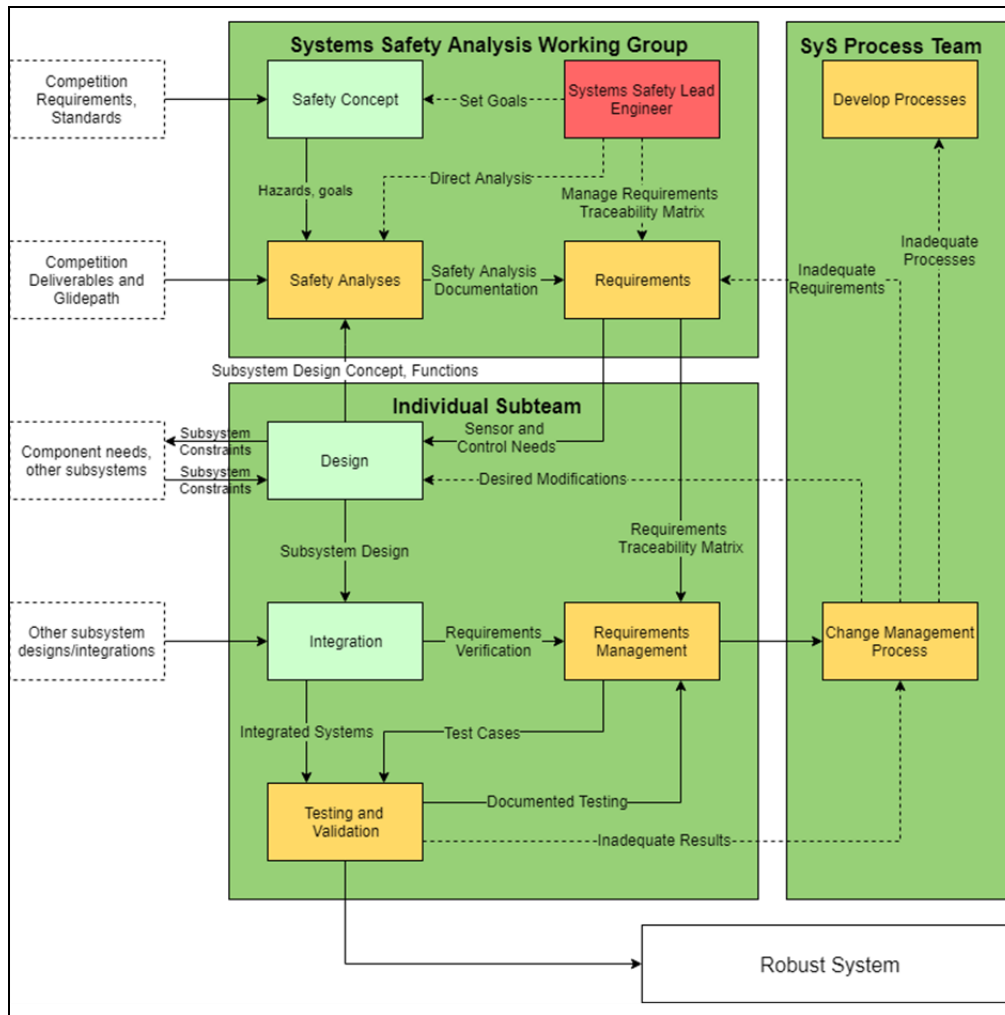 Systems Safety Analysis Working Group
SyS Process Team
Competition
Requirements,
Standards
Safety Concept
Set Goals
Systems Safety Lead
Engineer
Develop Processes
Hazards, goals
Direct Analysis
Manage Requirements
Traceability Matrix
Competition
Deliverables and
Glidepath
Safety Analyses
Safety Analysis
Documentation
Requirements
Inadequate
Requirements
Inadequate
Processes
Subsystem Design Concept, Functions
Individual Subteam
Component needs,
other subsystems
Subsystem
Constraints
Subsystem
Constraints
Design
Sensor and
Control Needs
Desired Modifications
Subsystem Design
Requirements
Traceability Matrix
Other subsystem
designs/integrations
Integration
Requirements
Verification
Requirements
Management
Change Management
Process
Integrated Systems
Test Cases
Testing and
Validation
Documented Testing
Inadequate Results
Robust System